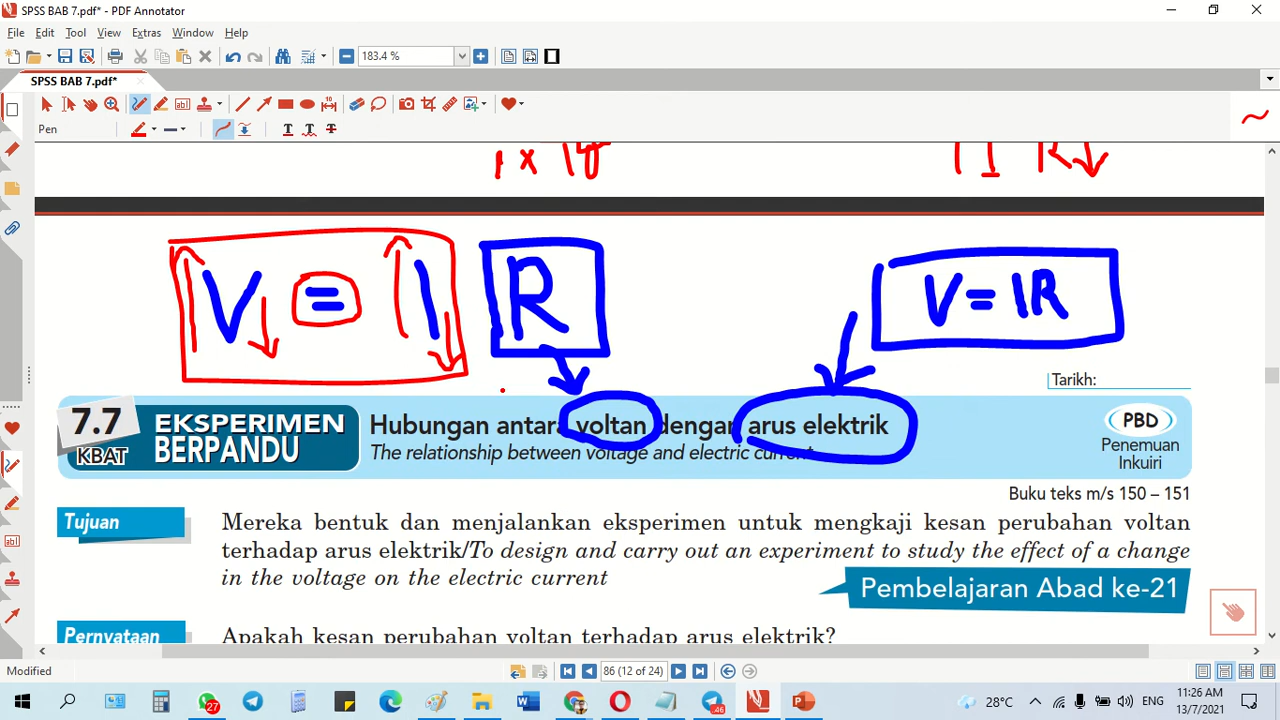 SPSS BAB 7.pdf* - PDF Annotator
File Edit Tool View Extras Window Help
183.4 %
SPSS BAB 7.pdf*
Pen
1 x 10
R↓
V = I R
V = IR
Tarikh:
7.7 EKSPERIMEN
KBAT BERPANDU
Hubungan antara voltan dengan arus elektrik
The relationship between voltage and electric current
PBD
Penemuan
Inkuiri
Buku teks m/s 150 – 151
Tujuan
Mereka bentuk dan menjalankan eksperimen untuk mengkaji kesan perubahan voltan
terhadap arus elektrik/To design and carry out an experiment to study the effect of a change
in the voltage on the electric current
Pembelajaran Abad ke-21
Pernyataan
Apakah kesan perubahan voltan terhadap arus elektrik?
Modified
86 (12 of 24)
27
46
28°C
11:26 AM
13/7/2021